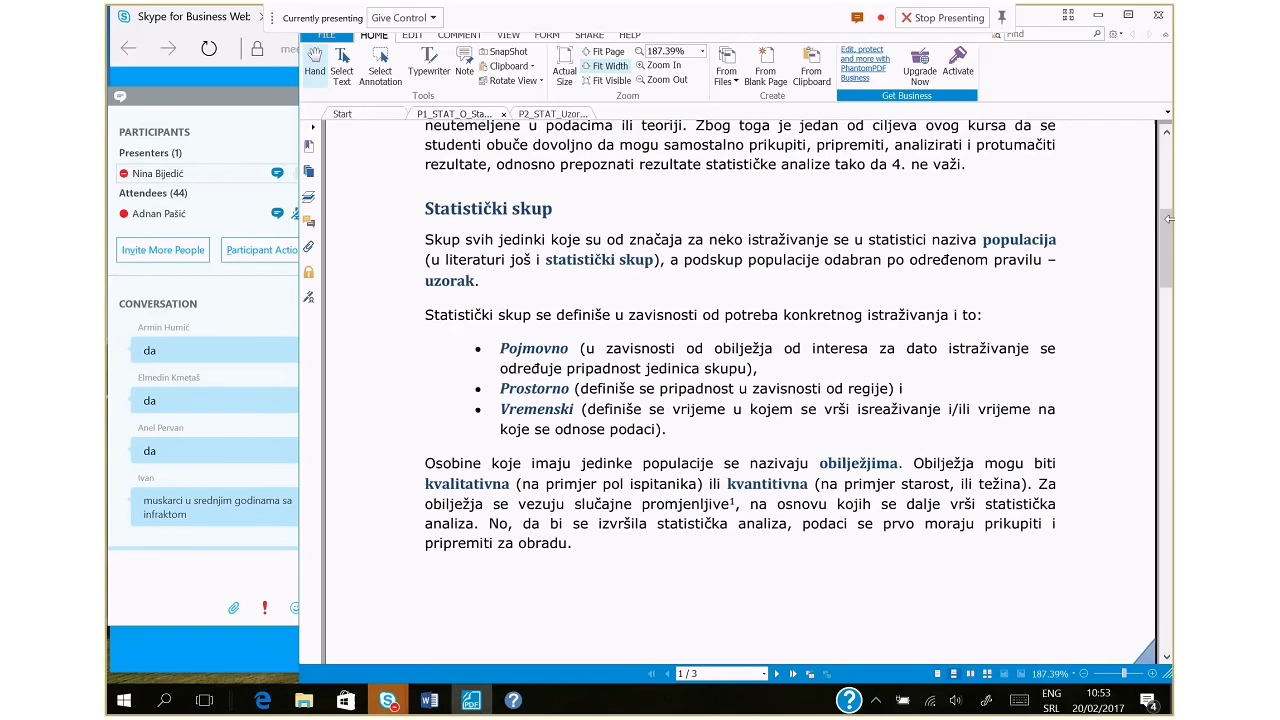 Skype for Business Web
Currently presenting
Give Control
Stop Presenting
FILE
HOME
EDIT
COMMENT
VIEW
FORM
SHARE
HELP
Find
Hand
Select Text
Select Annotation
Typewriter
Note
SnapShot
Clipboard
Rotate View
Tools
Actual Size
Fit Page
Fit Width
Fit Visible
187.39%
Zoom In
Zoom Out
Zoom
From Files
From Blank Page
From Clipboard
Create
Edit, protect
and more with
PhantomPDF
Business
Upgrade Now
Activate
Get Business
Start
P1_STAT_O_Sta...
P2_STAT_Uzor...
PARTICIPANTS
Presenters (1)
Nina Bijedić
Attendees (44)
Adnan Pašić
Invite More People
Participant Actio
CONVERSATION
Armin Humić
da
Elmedin Kmetaš
da
Anel Pervan
da
Ivan
muskarci u srednjim godinama sa
infraktom
neutemeljene u podacima ili teoriji. Zbog toga je jedan od ciljeva ovog kursa da se
studenti obuče dovoljno da mogu samostalno prikupiti, pripremiti, analizirati i protumačiti
rezultate, odnosno prepoznati rezultate statističke analize tako da 4. ne važi.
Statistički skup
Skup svih jedinki koje su od značaja za neko istraživanje se u statistici naziva populacija
(u literaturi još i statistički skup), a podskup populacije odabran po određenom pravilu –
uzorak.
Statistički skup se definiše u zavisnosti od potreba konkretnog istraživanja i to:
• Pojmovno (u zavisnosti od obilježja od interesa za dato istraživanje se
određuje pripadnost jedinica skupu),
• Prostorno (definiše se pripadnost u zavisnosti od regije) i
• Vremenski (definiše se vrijeme u kojem se vrši isreaživanje i/ili vrijeme na
koje se odnose podaci).
Osobine koje imaju jedinke populacije se nazivaju obilježjima. Obilježja mogu biti
kvalitativna (na primjer pol ispitanika) ili kvantitivna (na primjer starost, ili težina). Za
obilježja se vezuju slučajne promjenljive¹, na osnovu kojih se dalje vrši statistička
analiza. No, da bi se izvršila statistička analiza, podaci se prvo moraju prikupiti i
pripremiti za obradu.
1 / 3
187.39%
ENG
SRL
10:53
20/02/2017
4